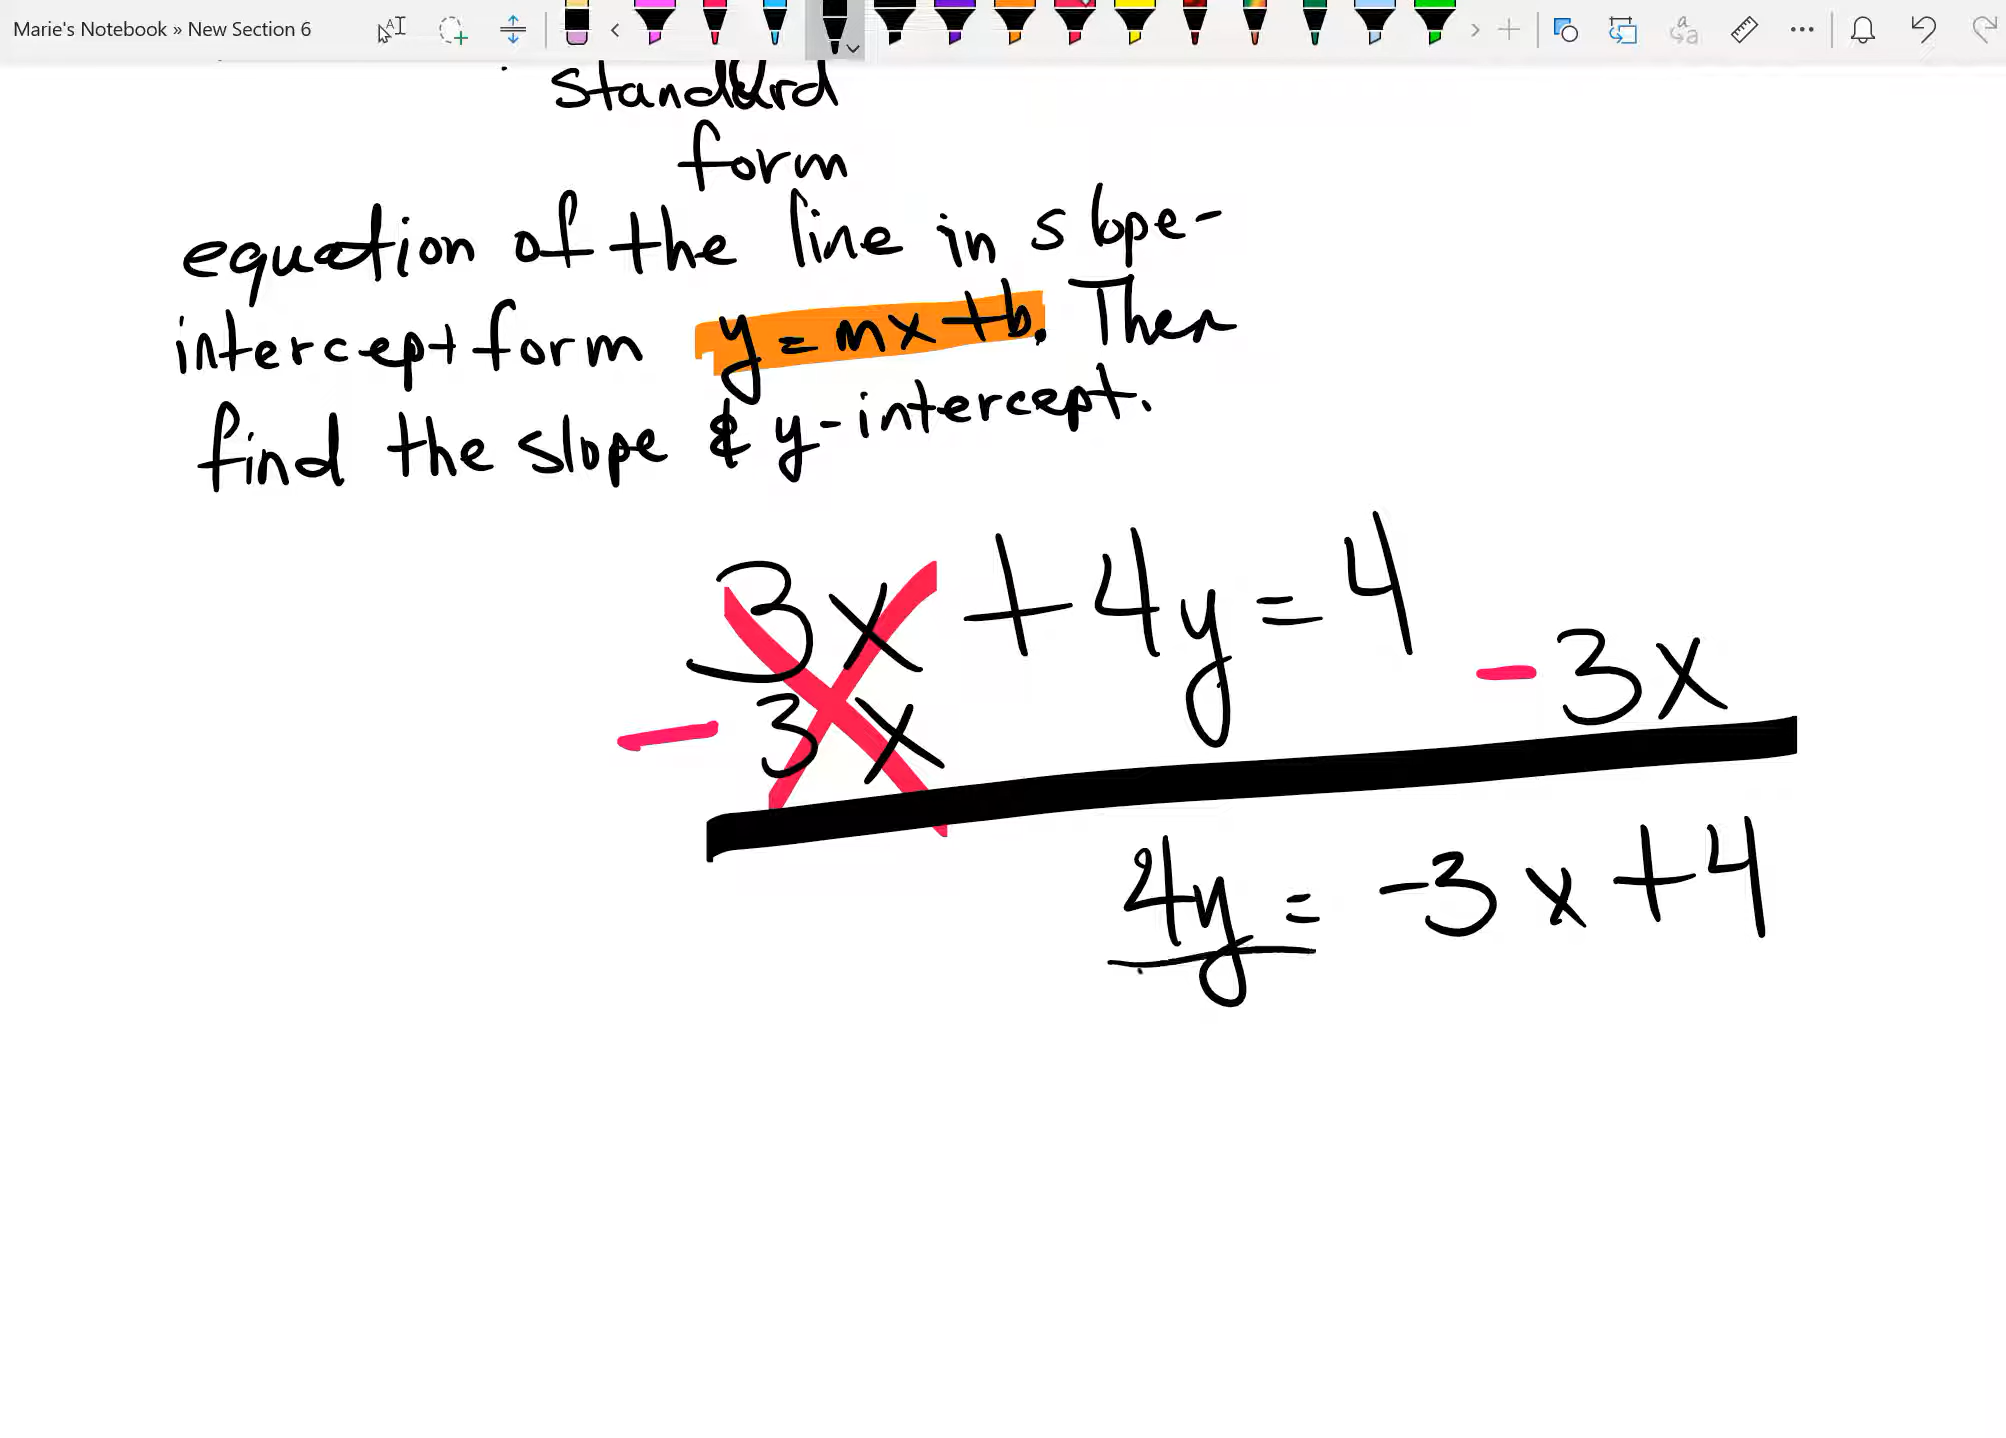 Marie's Notebook » New Section 6
standard
form
equation of the line in slope-
intercept form y = mx + b. Then
find the slope & y-intercept.
3x + 4y = 4
- 3x - 3x
4y = -3x + 4